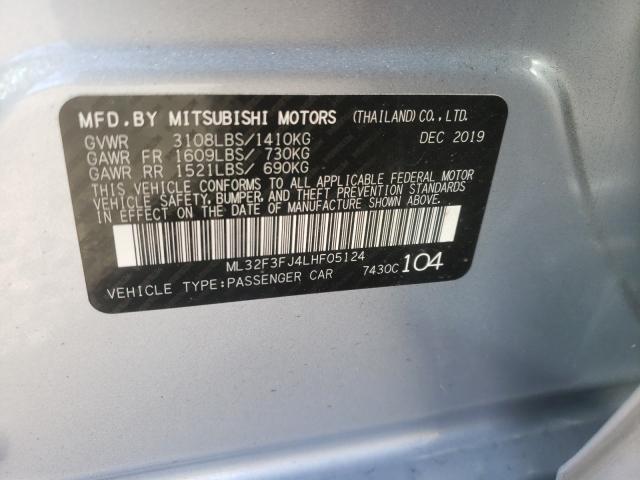 MFD.BY MITSUBISHI MOTORS (THAILAND)CO.,LTD.
GVWR 3108LBS/1410KG DEC 2019
GAWR FR 1609LBS/ 730KG
GAWR RR 1521LBS/ 690KG
THIS VEHICLE CONFORMS TO ALL APPLICABLE FEDERAL MOTOR
VEHICLE SAFETY, BUMPER, AND THEFT PREVENTION STANDARDS
IN EFFECT ON THE DATE OF MANUFACTURE SHOWN ABOVE.
ML32F3FJ4LHF05124
VEHICLE TYPE:PASSENGER CAR 7430C 104